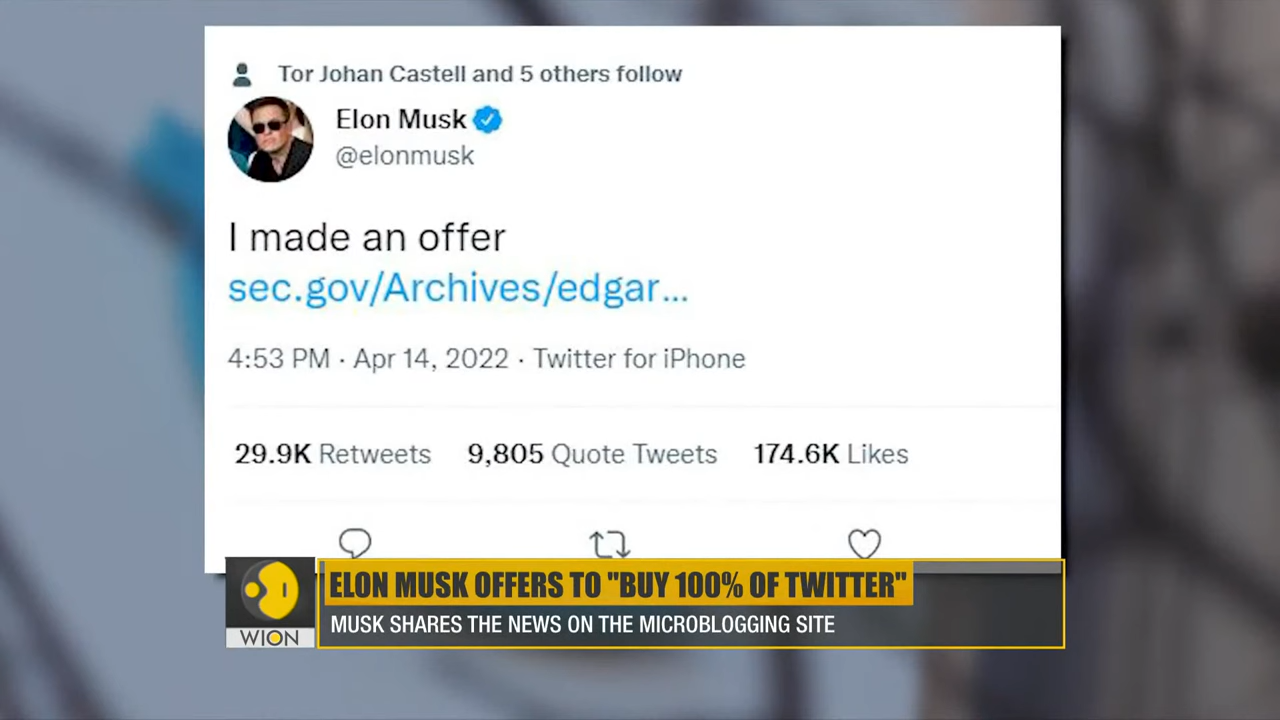 Tor Johan Castell and 5 others follow
Elon Musk
@elonmusk
I made an offer
sec.gov/Archives/edgar...
4:53 PM · Apr 14, 2022 · Twitter for iPhone
29.9K Retweets 9,805 Quote Tweets 174.6K Likes
ELON MUSK OFFERS TO "BUY 100% OF TWITTER"
MUSK SHARES THE NEWS ON THE MICROBLOGGING SITE
WION